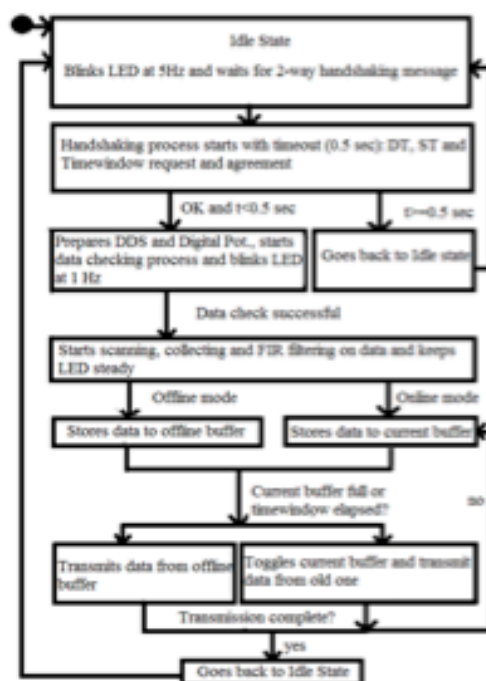 Idle State
Blinks LED at 5Hz and waits for 2-way handshaking message
Handshaking process starts with timeout (0.5 sec): DT, ST and
Timewindow request and agreement
OK and t<0.5 sec
t>=0.5 sec
Prepares DDS and Digital Pot., starts
data checking process and blinks LED
at 1 Hz
Goes back to Idle state
Data check successful
Starts scanning, collecting and FIR filtering on data and keeps
LED steady
Offline mode
Online mode
Stores data to offline buffer
Stores data to current buffer
Current buffer full or
timewindow elapsed?
no
Transmits data from offline
buffer
Toggles current buffer and transmit
data from old one
Transmission complete?
yes
Goes back to Idle State